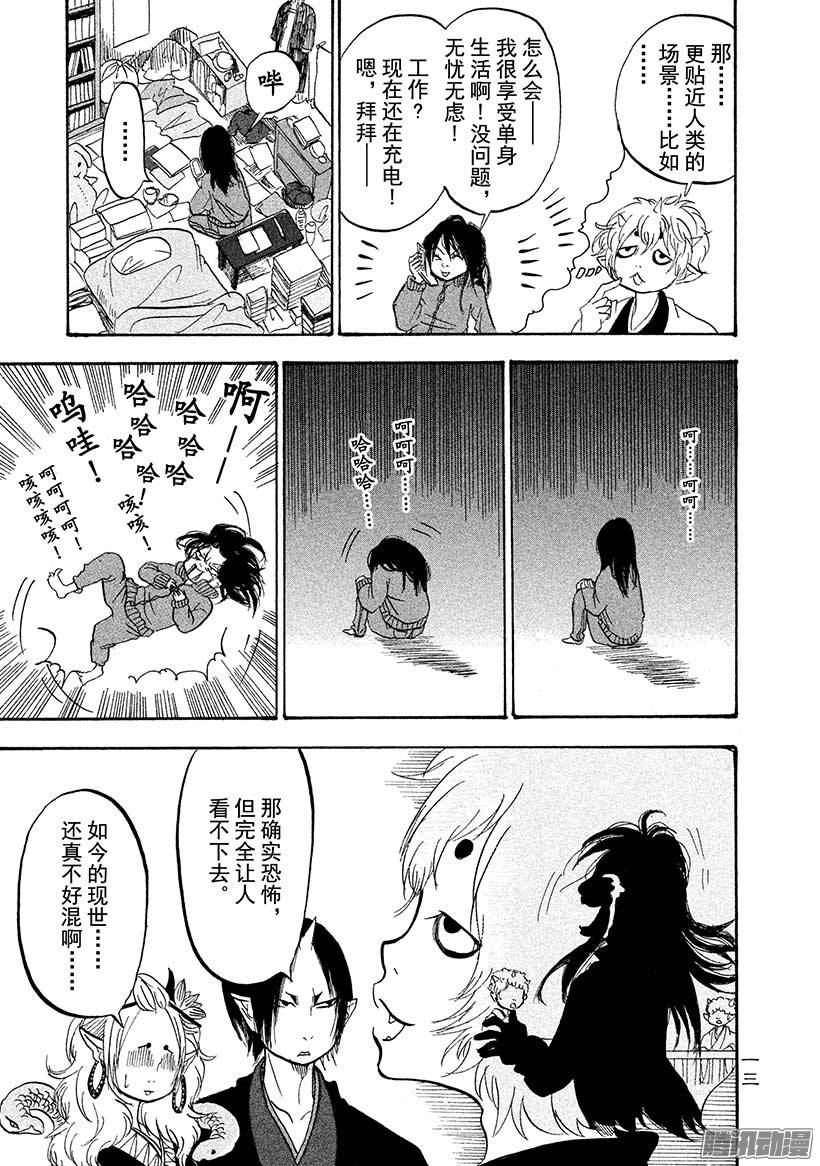 那……
更贴近人类的
场景……比如
……
怎么会——
我很享受单身
生活啊！没问题，
无忧无虑！
工作？
现在还在充电！
嗯，拜拜——
哔
……
呵……呵呵……
呵呵呵……
哈哈哈……
啊——
哈哈哈哈
哈哈哈哈！
呜哇！
咳咳！
呵呵呵呵！
咳咳咳咳！
那确实恐怖，
但完全让人
看不下去。
如今的现世……
还真不好混啊……
一三
腾讯动漫